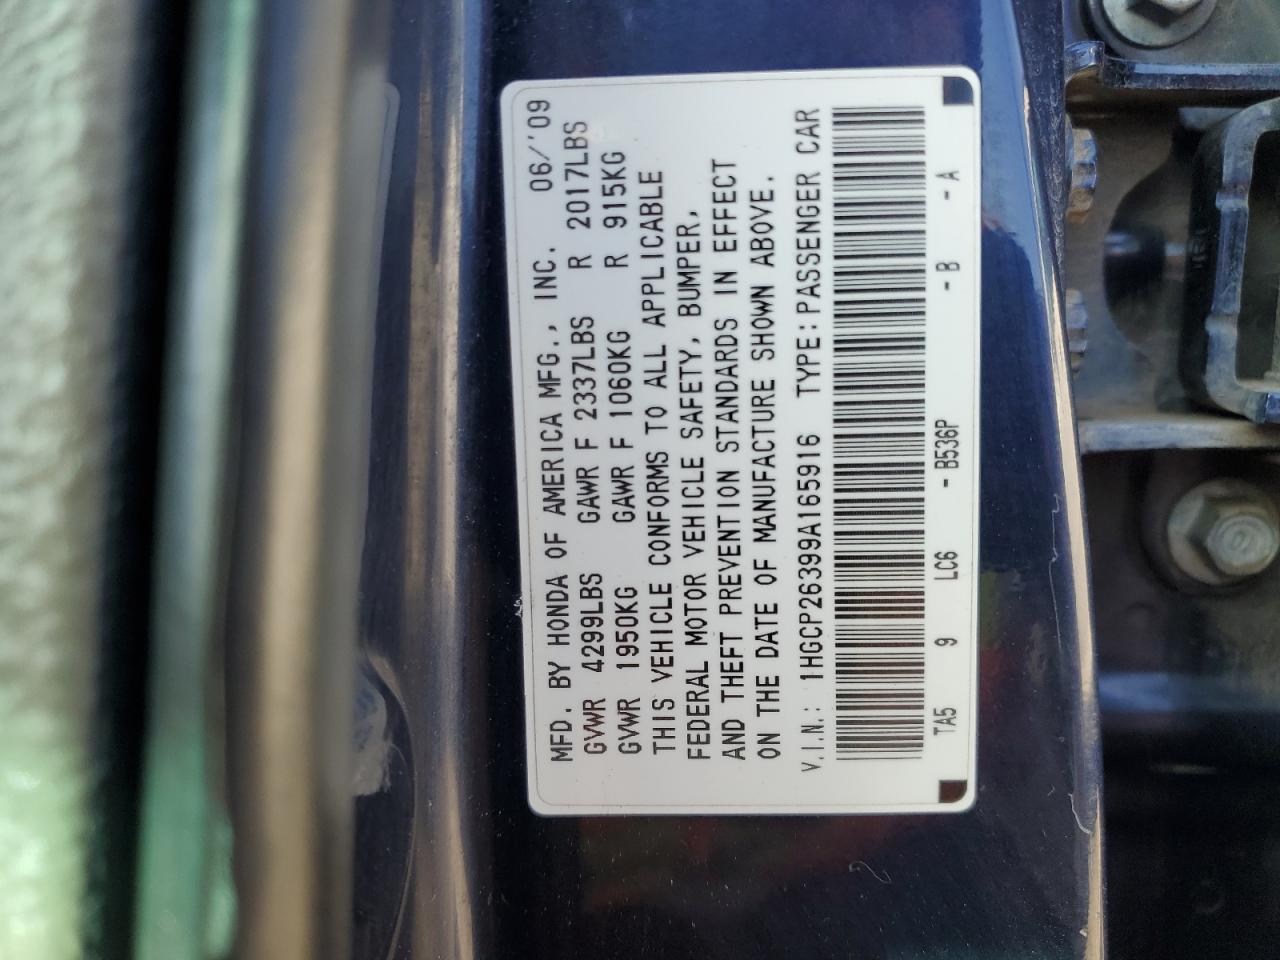 MFD. BY HONDA OF AMERICA MFG., INC. 06/'09
GVWR 4299LBS GAWR F 2337LBS R 2017LBS
GVWR 1950KG GAWR F 1060KG R 915KG
THIS VEHICLE CONFORMS TO ALL APPLICABLE
FEDERAL MOTOR VEHICLE SAFETY, BUMPER,
AND THEFT PREVENTION STANDARDS IN EFFECT
ON THE DATE OF MANUFACTURE SHOWN ABOVE.
V.I.N.: 1HGCP26399A165916 TYPE:PASSENGER CAR
TA5 9 LC6 - B536P - B - A